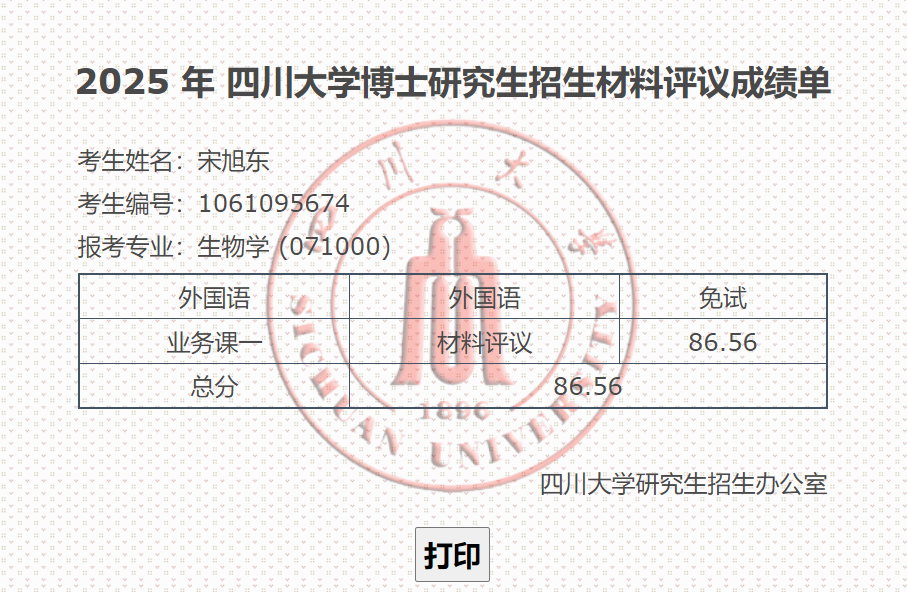 2025 年 四川大学博士研究生招生材料评议成绩单
考生姓名：宋旭东
考生编号：1061095674
报考专业：生物学 (071000)
外国语 外国语 免试
业务课一 材料评议 86.56
总分 86.56
四川大学
1896
SICHUAN UNIVERSITY
四川大学研究生招生办公室
打印